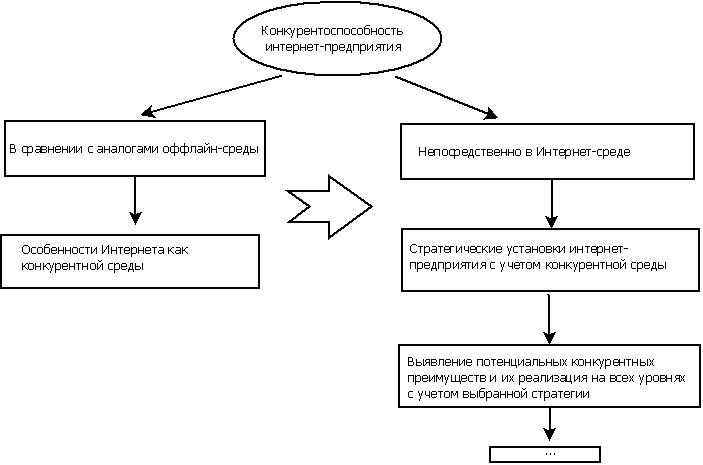 Конкурентоспособность
интернет-предприятия
В сравнении с аналогами оффлайн-среды
Непосредственно в Интернет-среде
Особенности Интернета как
конкурентной среды
Стратегические установки интернет-
предприятия с учетом конкурентной среды
Выявление потенциальных конкурентных
преимуществ и их реализация на всех уровнях
с учетом выбранной стратегии
...